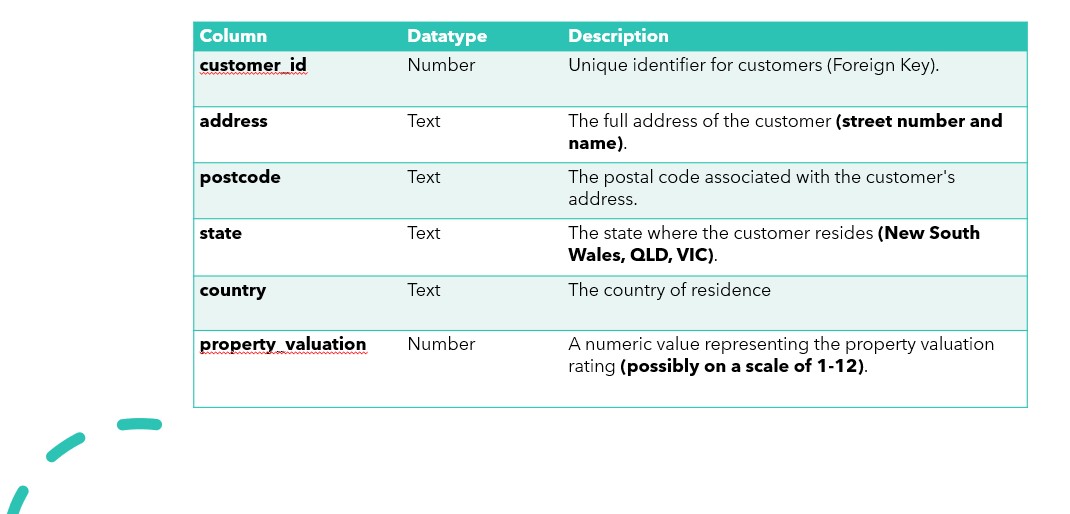 Column Datatype Description
customer_id Number Unique identifier for customers (Foreign Key).
address Text The full address of the customer (street number and
name).
postcode Text The postal code associated with the customer's
address.
state Text The state where the customer resides (New South
Wales, QLD, VIC).
country Text The country of residence
property_valuation Number A numeric value representing the property valuation
rating (possibly on a scale of 1-12).